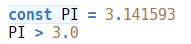 const PI = 3.141593
PI > 3.0